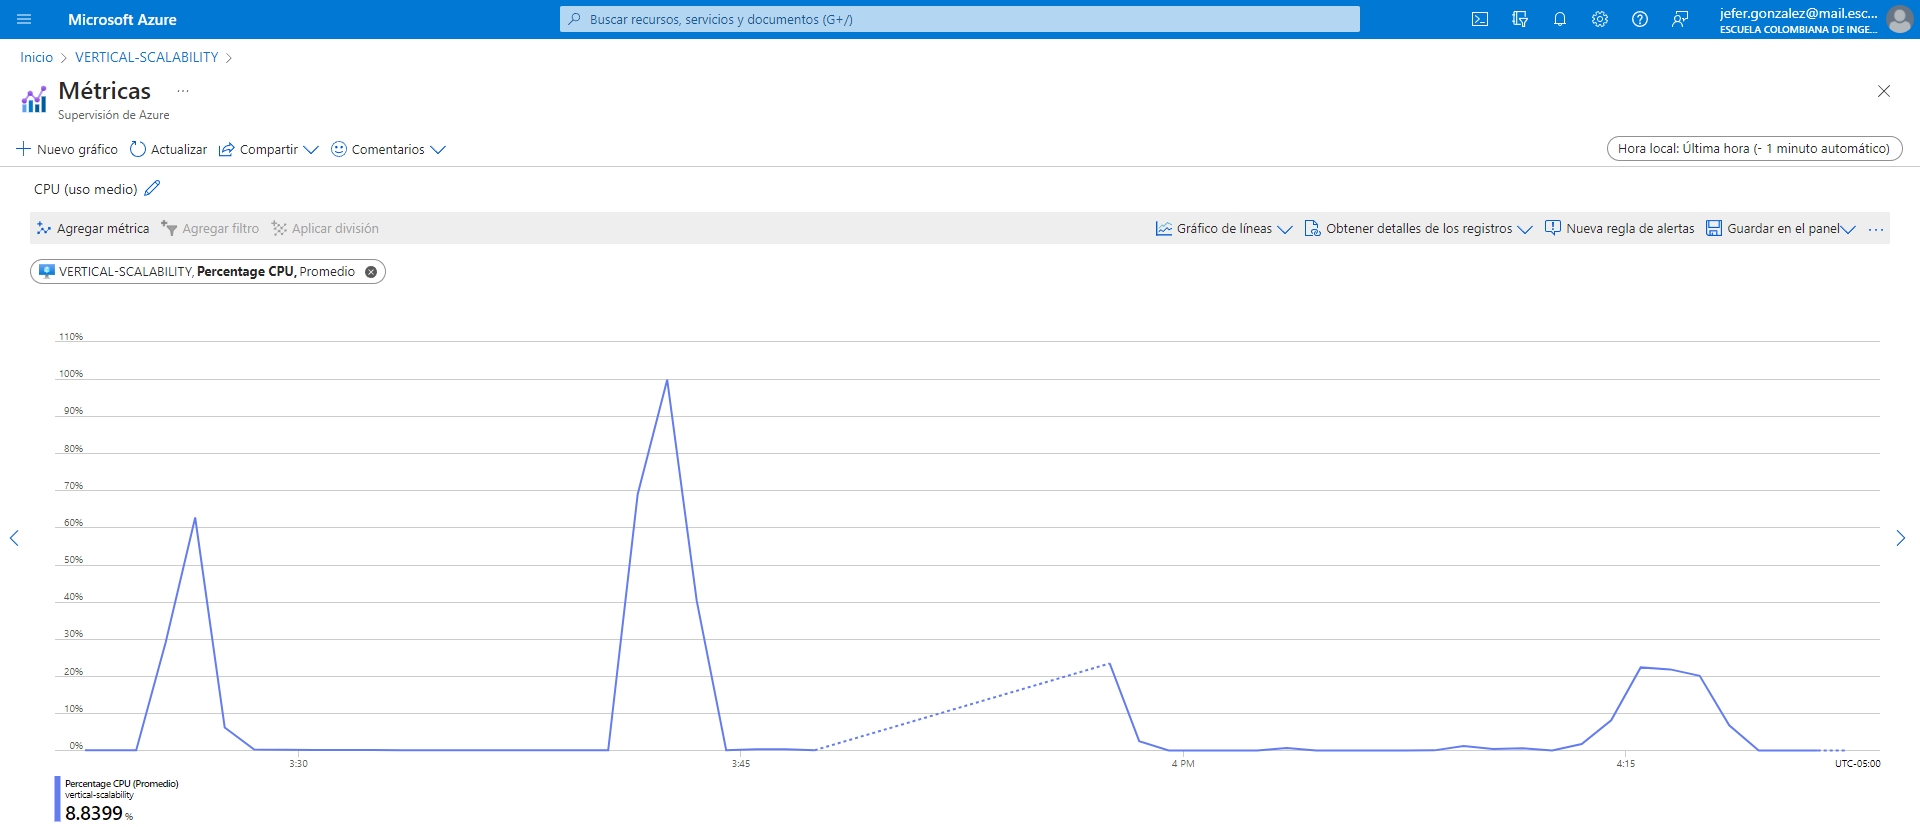 Microsoft Azure
Buscar recursos, servicios y documentos (G+/)
jefer.gonzalez@mail.esc...
ESCUELA COLOMBIANA DE INGE...
Inicio > VERTICAL-SCALABILITY >
Métricas ...
Supervisión de Azure
Nuevo gráfico Actualizar Compartir Comentarios
Hora local: Última hora (- 1 minuto automático)
CPU (uso medio)
Agregar métrica Agregar filtro Aplicar división Gráfico de líneas Obtener detalles de los registros Nueva regla de alertas Guardar en el panel ...
VERTICAL-SCALABILITY, Percentage CPU, Promedio
110%
100%
90%
80%
70%
60%
50%
40%
30%
20%
10%
0%
3:30 3:45 4 PM 4:15 UTC-05:00
Percentage CPU (Promedio)
vertical-scalability
8.8399 %